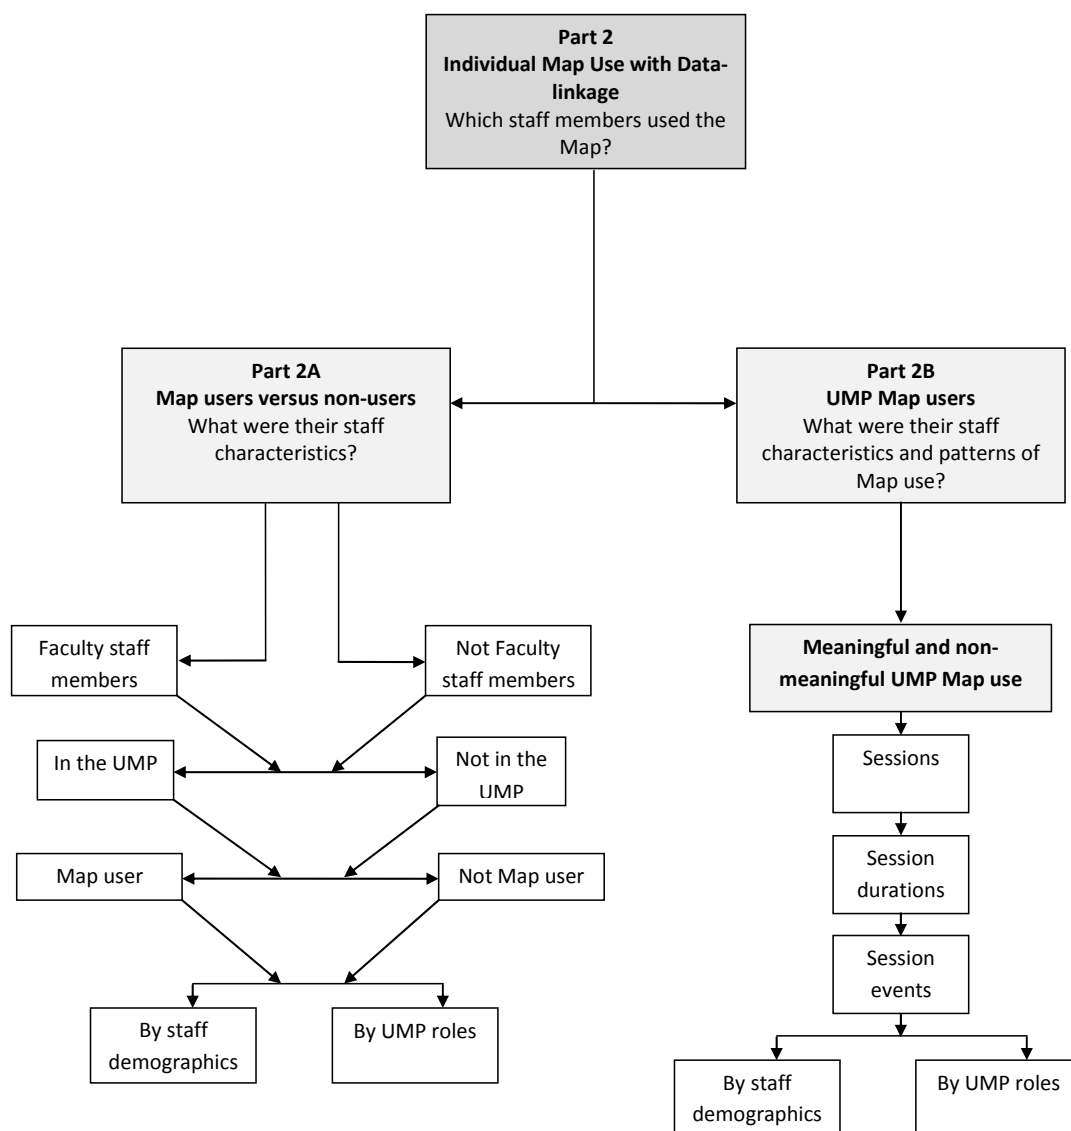 Part 2
Individual Map Use with Data-
linkage
Which staff members used the
Map?
Part 2A
Map users versus non-users
What were their staff
characteristics?
Part 2B
UMP Map users
What were their staff
characteristics and patterns of
Map use?
Faculty staff
members
Not Faculty
staff members
Meaningful and non-
meaningful UMP Map use
In the UMP
Not in the
UMP
Sessions
Map user
Not Map user
Session
durations
Session
events
By staff
demographics
By UMP roles
By staff
demographics
By UMP roles